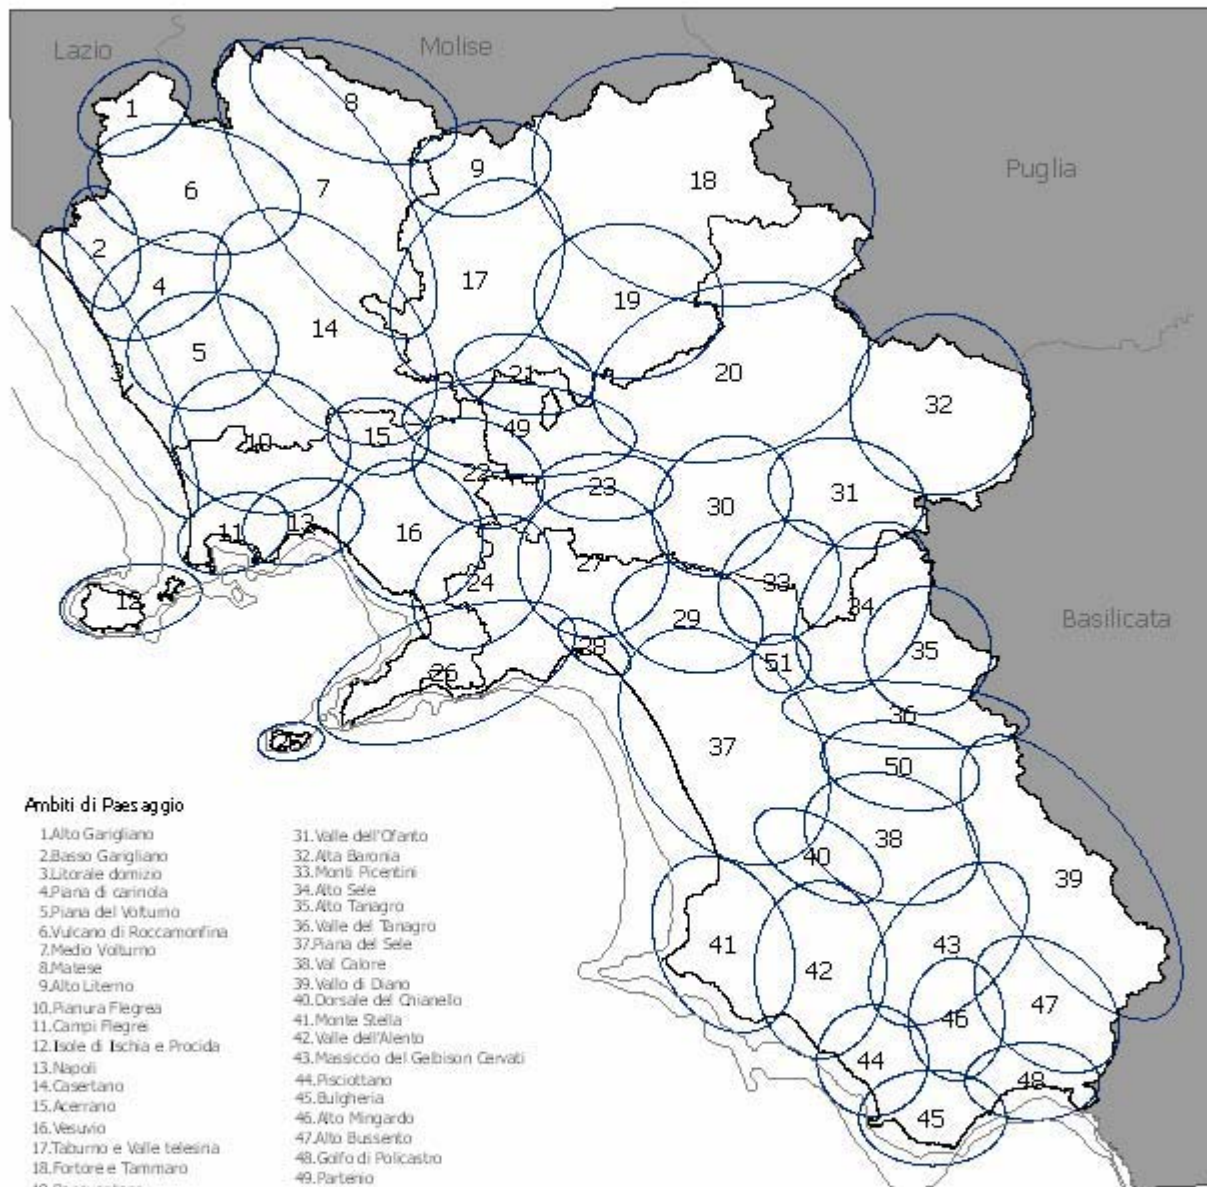 Lazio
Molise
Puglia
Basilicata
1
8
9
6
7
18
2
17
4
19
14
3
5
21
20
32
10
15
49
22
23
31
30
11
13
16
12
24
27
33
34
29
28
35
51
26
36
25
37
50
38
40
39
41
42
43
46
47
44
48
45
Ambiti di Paesaggio
1.Alto Garigliano
2.Basso Garigliano
3.Litorale domizio
4.Piana di carinola
5.Piana del Volturno
6.Vulcano di Roccamonfina
7.Medio Volturno
8.Matese
9.Alto Literno
10.Pianura Flegrea
11.Campi Flegrei
12.Isole di Ischia e Procida
13.Napoli
14.Casertano
15.Acerrano
16.Vesuvio
17.Taburno e Valle telesina
18.Fortore e Tammaro
31.Valle dell'Ofanto
32.Alta Baronia
33.Monti Picentini
34.Alto Sele
35.Alto Tanagro
36.Valle del Tanagro
37.Piana del Sele
38.Val Calore
39.Vallo di Diano
40.Dorsale del Chianello
41.Monte Stella
42.Valle dell'Alento
43.Massiccio del Gelbison Cervati
44.Pisciottano
45.Bulgheria
46.Alto Mingardo
47.Alto Bussento
48.Golfo di Policastro
49.Partenio